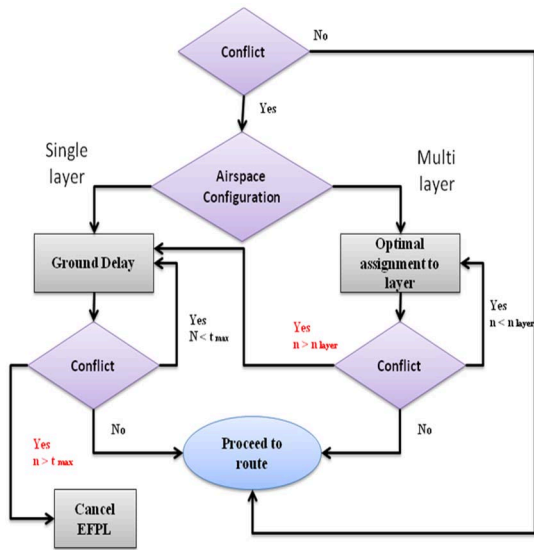 Conflict
No
Yes
Single
layer
Airspace
Configuration
Multi
layer
Ground Delay
Optimal
assignment to
layer
Yes
N < t max
Yes
n > n layer
Yes
n < n layer
Conflict
Conflict
No
No
Yes
n > t max
Proceed to
route
Cancel
EFPL